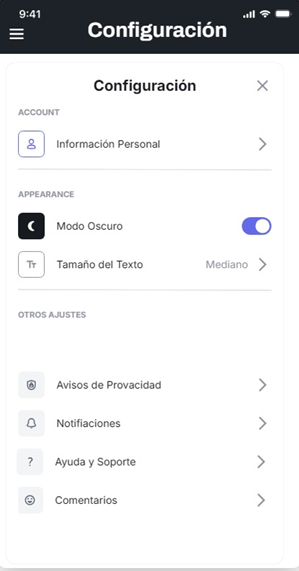 9:41
Configuración
Configuración
ACCOUNT
Información Personal
APPEARANCE
Modo Oscuro
Tr Tamaño del Texto Mediano
OTROS AJUSTES
Avisos de Provacidad
Notifiaciones
? Ayuda y Soporte
Comentarios